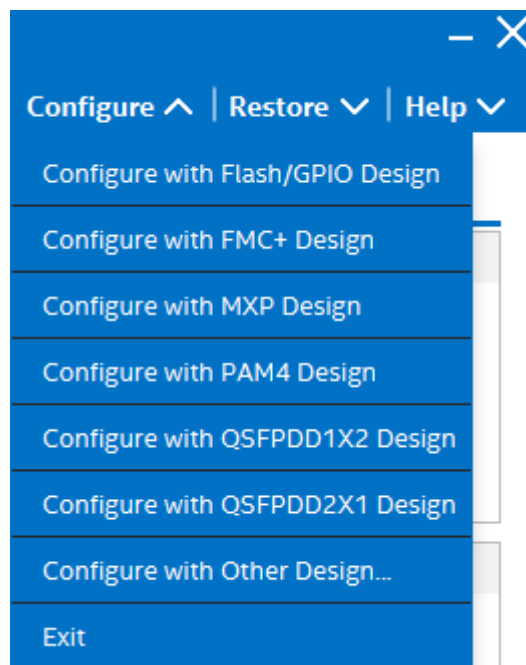 Configure | Restore | Help
Configure with Flash/GPIO Design
Configure with FMC+ Design
Configure with MXP Design
Configure with PAM4 Design
Configure with QSFPDD1X2 Design
Configure with QSFPDD2X1 Design
Configure with Other Design...
Exit